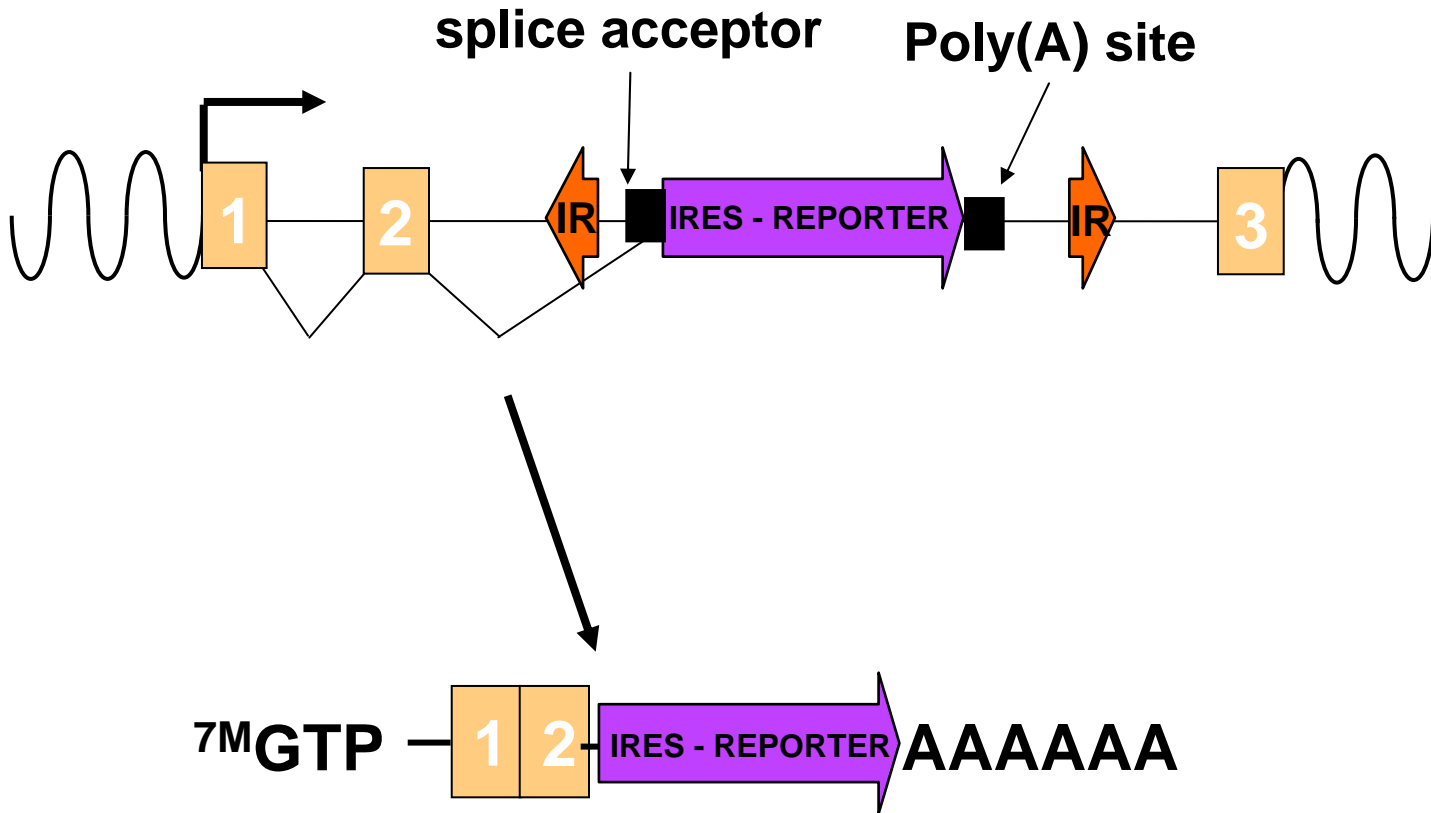 splice acceptor Poly(A) site
1 2 IR IRES - REPORTER IR 3
7MGTP 1 2 IRES - REPORTER AAAAAA